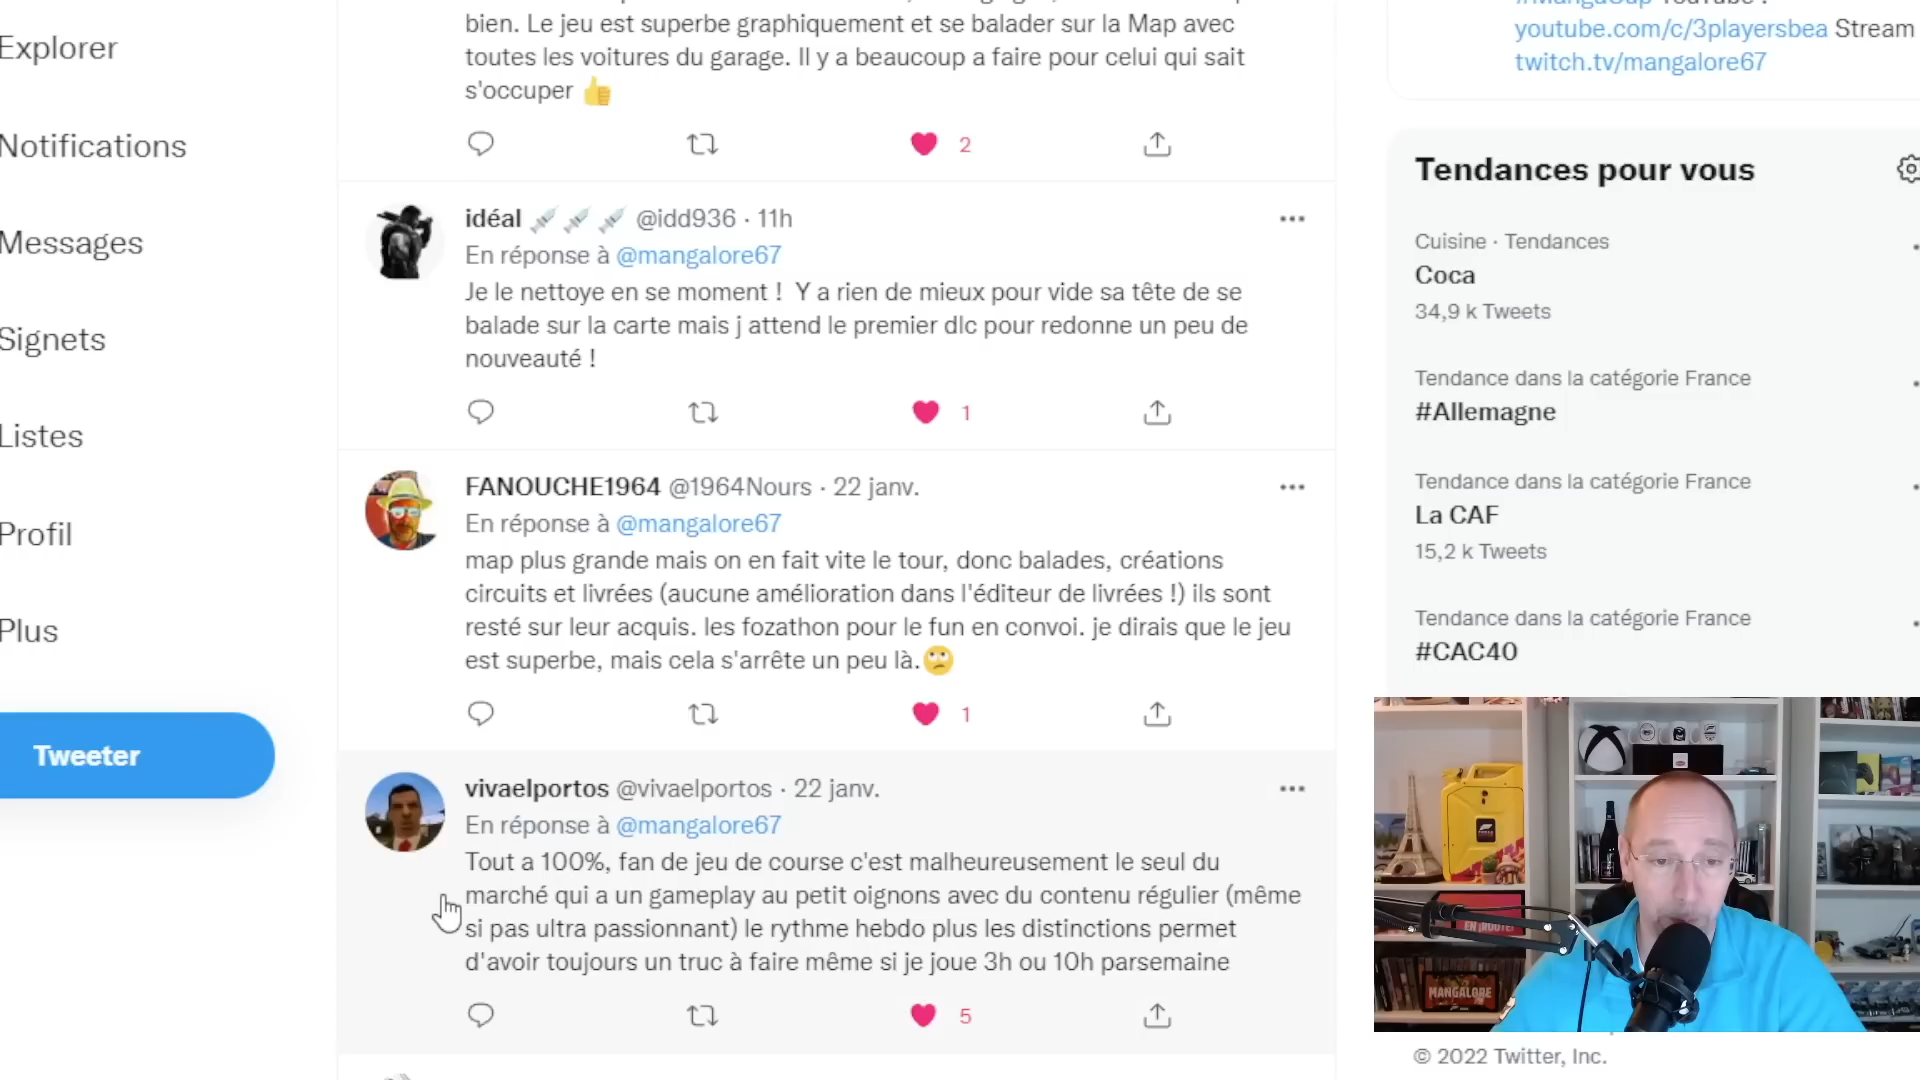 bien. Le jeu est superbe graphiquement et se balader sur la Map avec
toutes les voitures du garage. Il y a beaucoup a faire pour celui qui sait
s'occuper 👍
2
idéal 💉💉💉 @idd936 · 11h
En réponse à @mangalore67
Je le nettoye en se moment ! Y a rien de mieux pour vide sa tête de se
balade sur la carte mais j attend le premier dlc pour redonne un peu de
nouveauté !
1
FANOUCHE1964 @1964Nours · 22 janv.
En réponse à @mangalore67
map plus grande mais on en fait vite le tour, donc balades, créations
circuits et livrées (aucune amélioration dans l'éditeur de livrées !) ils sont
resté sur leur acquis. les fozathon pour le fun en convoi. je dirais que le jeu
est superbe, mais cela s'arrête un peu là.🙄
1
vivaelportos @vivaelportos · 22 janv.
En réponse à @mangalore67
Tout a 100%, fan de jeu de course c'est malheureusement le seul du
marché qui a un gameplay au petit oignons avec du contenu régulier (même
si pas ultra passionnant) le rythme hebdo plus les distinctions permet
d'avoir toujours un truc à faire même si je joue 3h ou 10h parsemaine
5
Explorer
Notifications
Messages
Signets
Listes
Profil
Plus
Tweeter
youtube.com/c/3playersbea Stream
twitch.tv/mangalore67
Tendances pour vous
Cuisine · Tendances
Coca
34,9 k Tweets
Tendance dans la catégorie France
#Allemagne
Tendance dans la catégorie France
La CAF
15,2 k Tweets
Tendance dans la catégorie France
#CAC40
EN ROUTE!
MANGALORE
© 2022 Twitter, Inc.